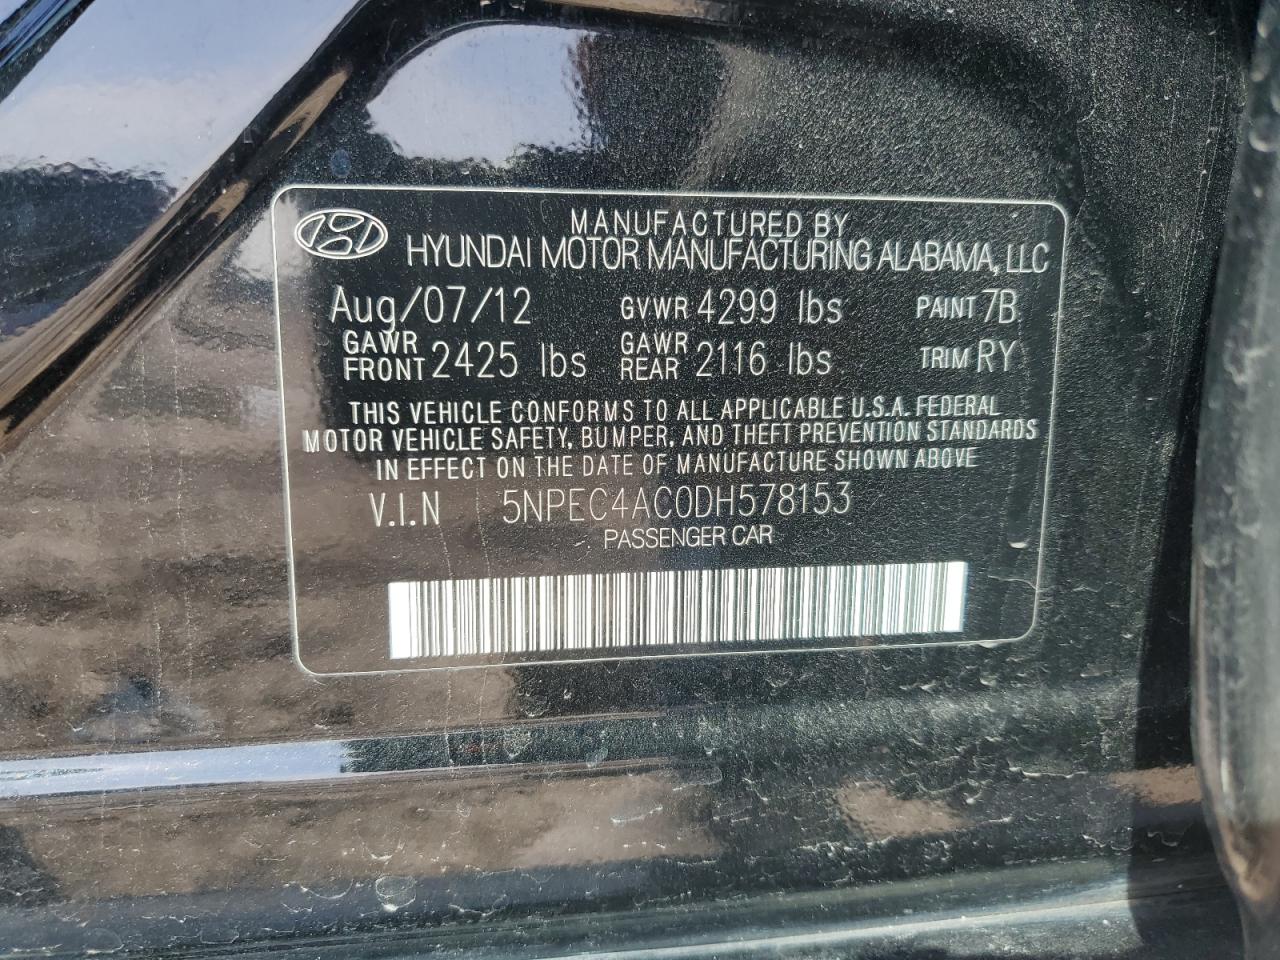 MANUFACTURED BY
HYUNDAI MOTOR MANUFACTURING ALABAMA, LLC
Aug/07/12 GVWR 4299 lbs PAINT 7B
GAWR FRONT 2425 lbs GAWR REAR 2116 lbs TRIM RY
THIS VEHICLE CONFORMS TO ALL APPLICABLE U.S.A. FEDERAL
MOTOR VEHICLE SAFETY, BUMPER, AND THEFT PREVENTION STANDARDS
IN EFFECT ON THE DATE OF MANUFACTURE SHOWN ABOVE
V.I.N 5NPEC4AC0DH578153
PASSENGER CAR